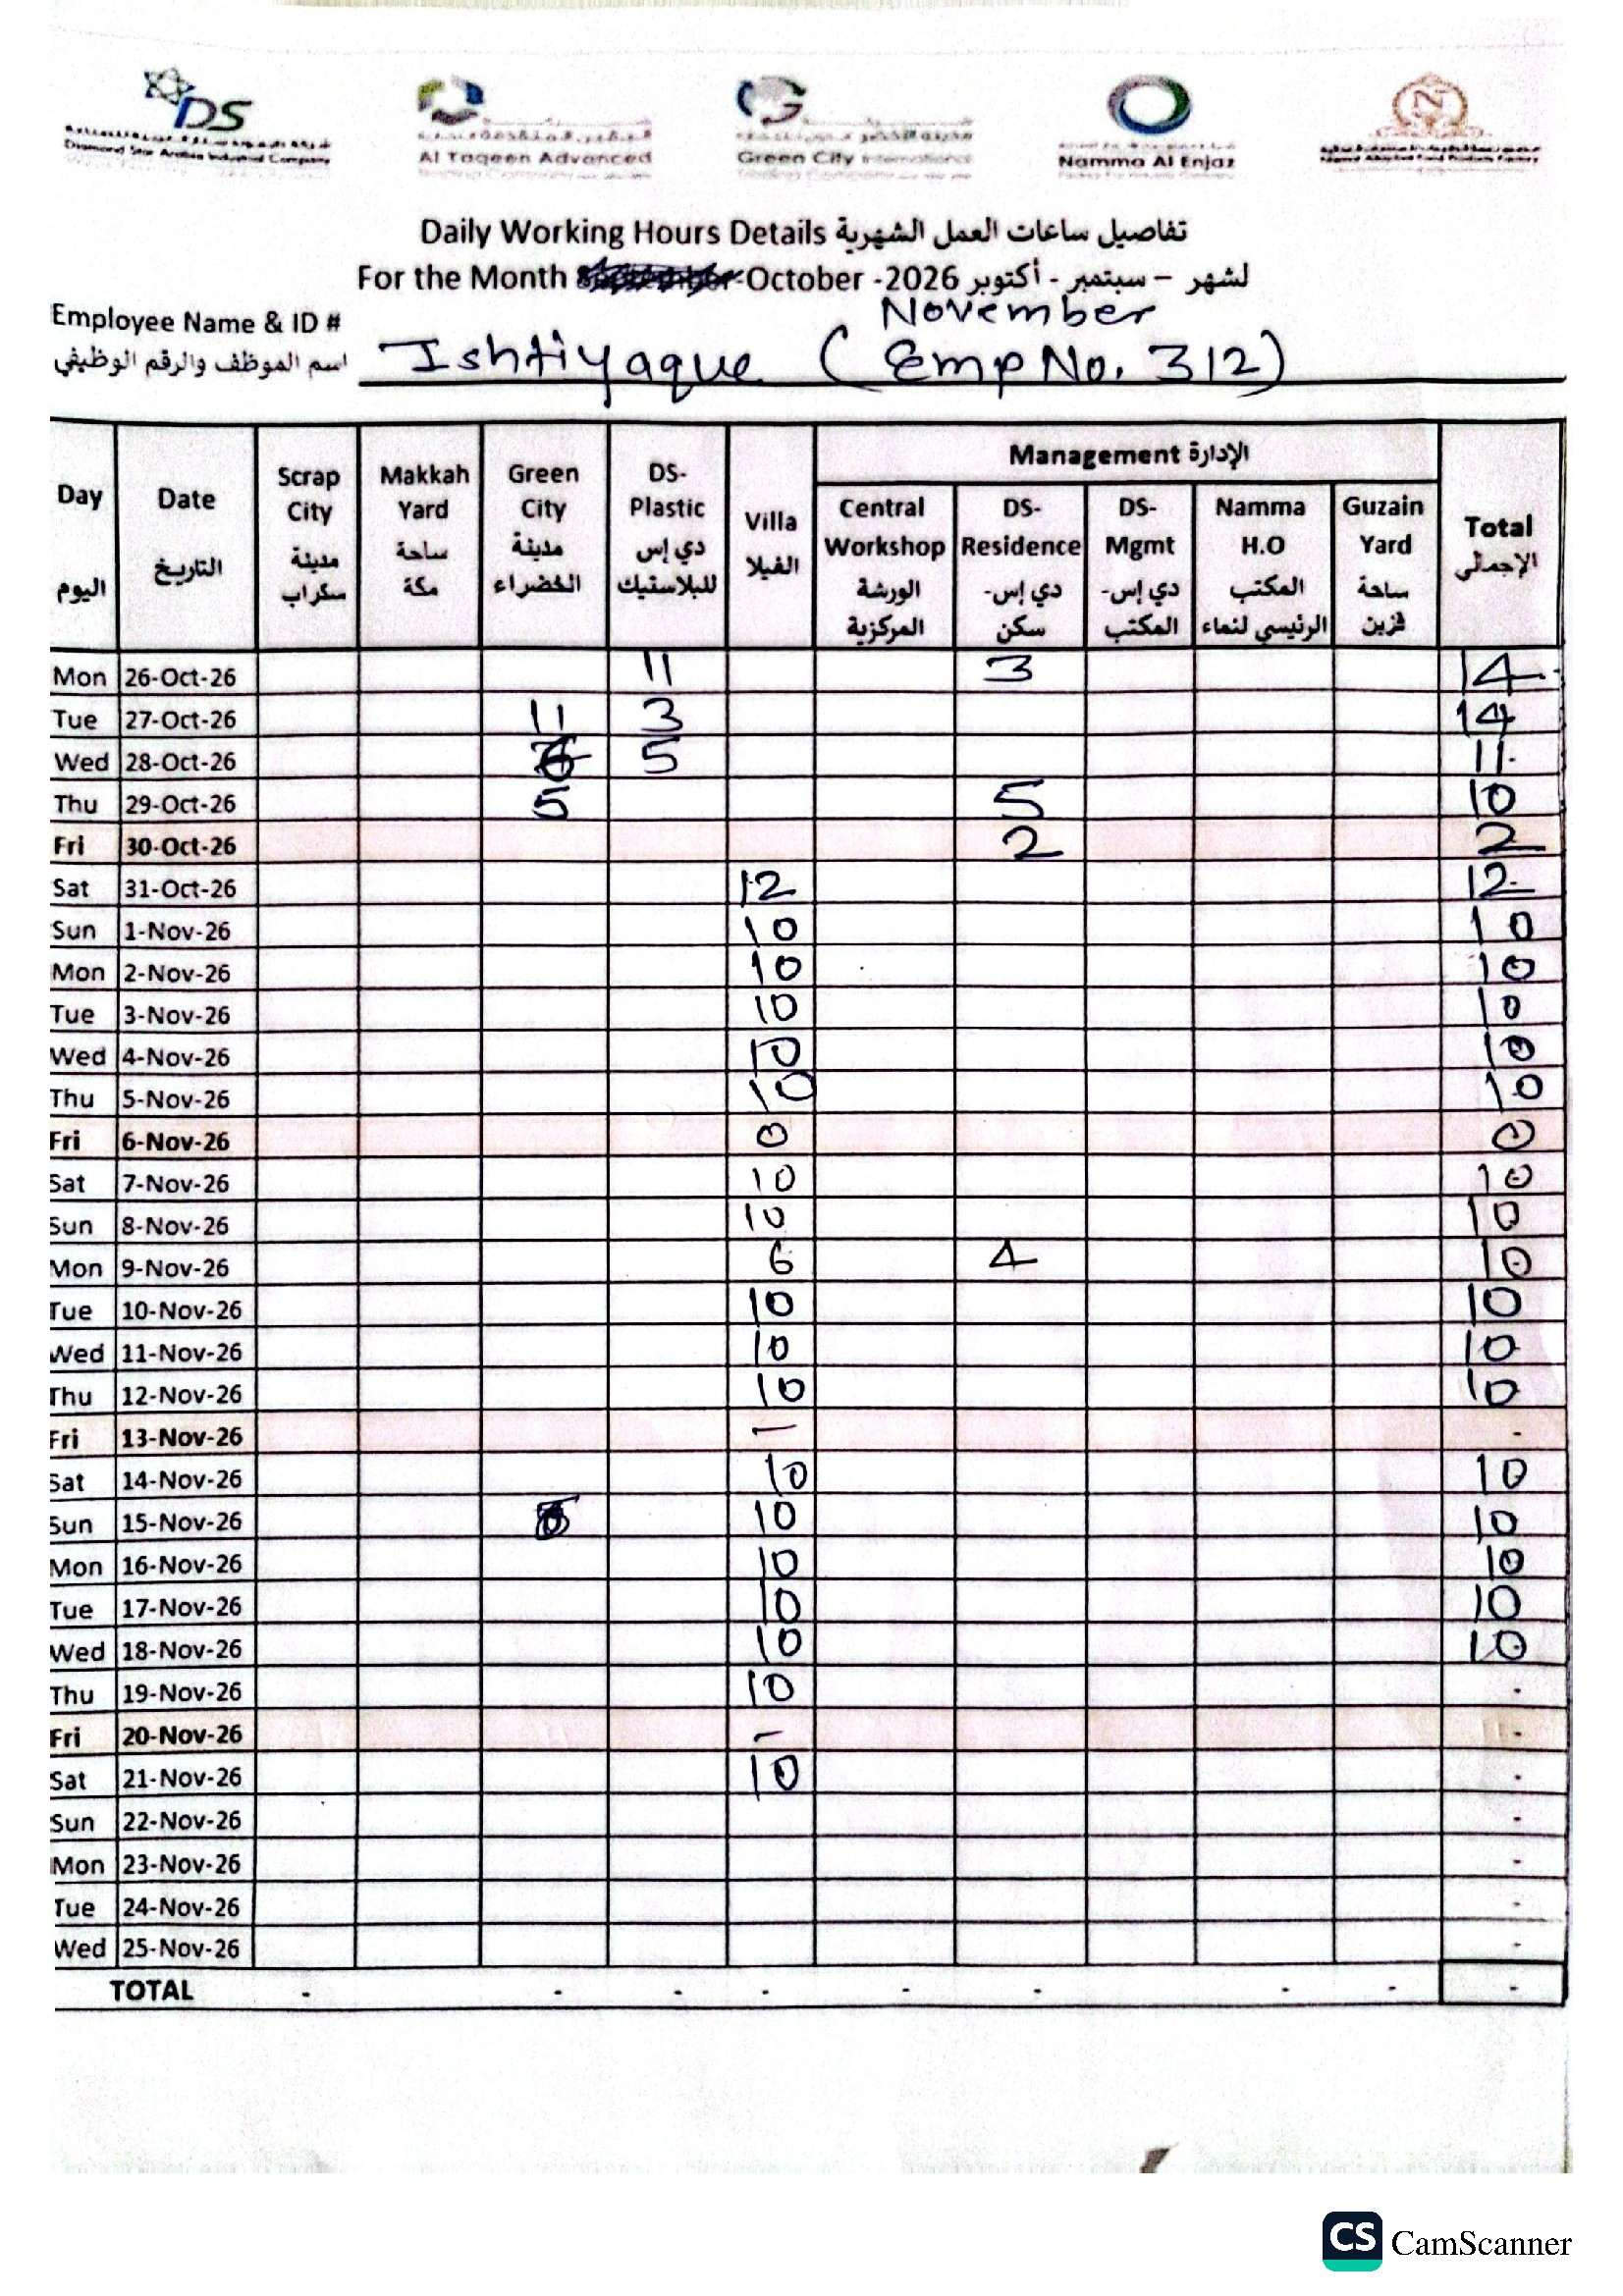 DS
Diamond Star Arabia Industrial Company
Al Taqeen Advanced
Green City International
Namma Al Enjaz
N
Daily Working Hours Details تفاصيل ساعات العمل الشهرية
For the Month October -2026 لشهر – سبتمبر - أكتوبر
November
Employee Name & ID #
اسم الموظف والرقم الوظيفي Ishtiyaque (Emp No. 312)
Day اليوم
Date التاريخ
Scrap City مدينة سكراب
Makkah Yard ساحة مكة
Green City مدينة الخضراء
DS-Plastic دي إس للبلاستيك
Villa الفيلا
Management الإدارة
Central Workshop الورشة المركزية
DS-Residence دي إس- سكن
DS-Mgmt دي إس- المكتب
Namma H.O المكتب الرئيسي لنماء
Guzain Yard ساحة قزين
Total الإجمالي
Mon 26-Oct-26 11 3 14
Tue 27-Oct-26 11 3 14
Wed 28-Oct-26 6 5 11
Thu 29-Oct-26 5 5 10
Fri 30-Oct-26 2 2
Sat 31-Oct-26 12 12
Sun 1-Nov-26 10 10
Mon 2-Nov-26 10 10
Tue 3-Nov-26 10 10
Wed 4-Nov-26 10 10
Thu 5-Nov-26 10 10
Fri 6-Nov-26 0 0
Sat 7-Nov-26 10 10
Sun 8-Nov-26 10 10
Mon 9-Nov-26 6 4 10
Tue 10-Nov-26 10 10
Wed 11-Nov-26 10 10
Thu 12-Nov-26 10 10
Fri 13-Nov-26 - -
Sat 14-Nov-26 10 10
Sun 15-Nov-26 10 10
Mon 16-Nov-26 10 10
Tue 17-Nov-26 10 10
Wed 18-Nov-26 10 10
Thu 19-Nov-26 10 -
Fri 20-Nov-26 - -
Sat 21-Nov-26 10 -
Sun 22-Nov-26 -
Mon 23-Nov-26 -
Tue 24-Nov-26 -
Wed 25-Nov-26 -
TOTAL - - - - - - - - -
CS CamScanner